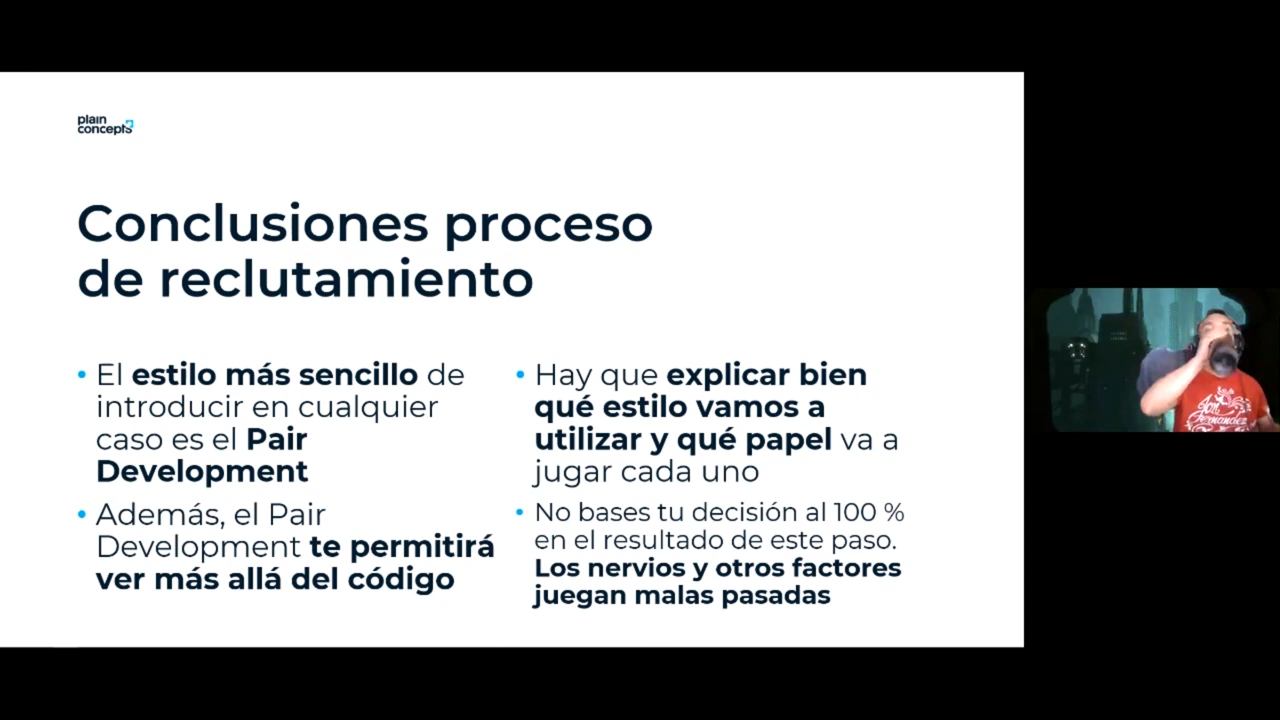 plain
concepts
Conclusiones proceso
de reclutamiento
• El estilo más sencillo de
introducir en cualquier
caso es el Pair
Development
• Además, el Pair
Development te permitirá
ver más allá del código
• Hay que explicar bien
qué estilo vamos a
utilizar y qué papel va a
jugar cada uno
• No bases tu decisión al 100 %
en el resultado de este paso.
Los nervios y otros factores
juegan malas pasadas